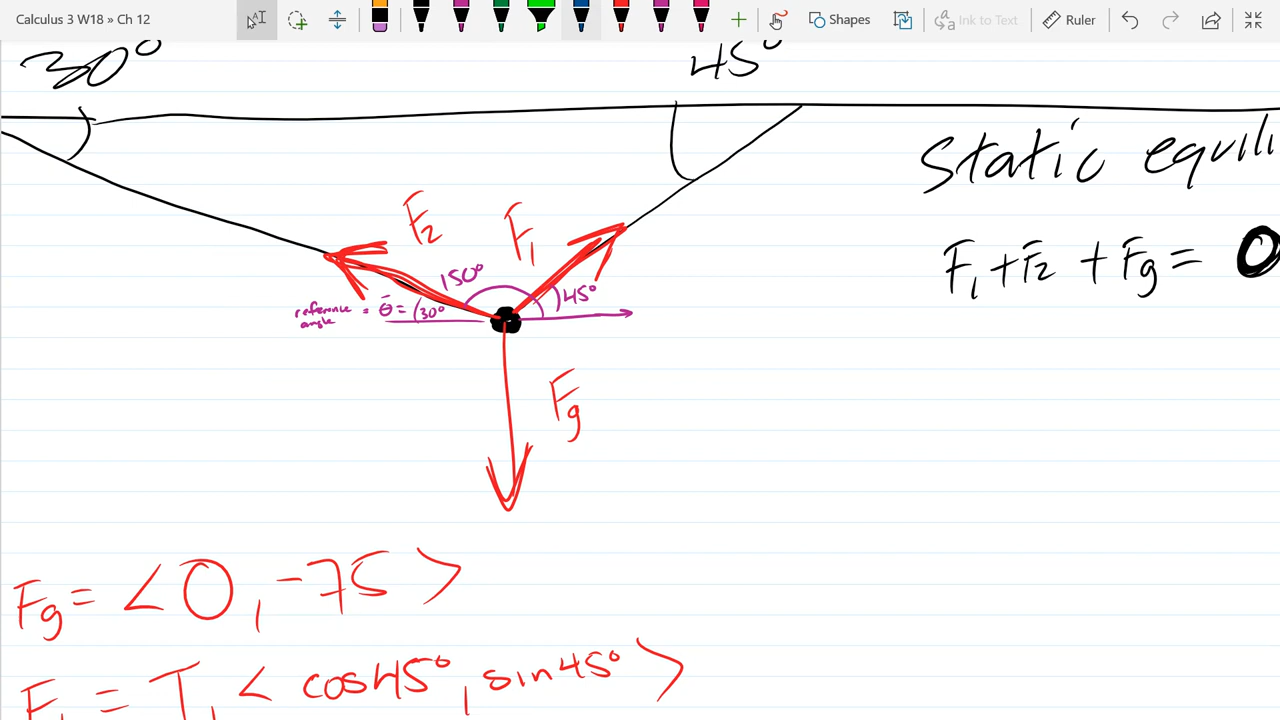 Calculus 3 W18 » Ch 12
Ink to Text
Shapes
Ruler
30°
45°
Static equili
F₂
F₁
F₁ + F₂ + Fg = 0
150°
45°
reference angle = θ̄ = 30°
Fg
Fg = <0, -75>
F₁ = T₁ <cos45°, sin45°>